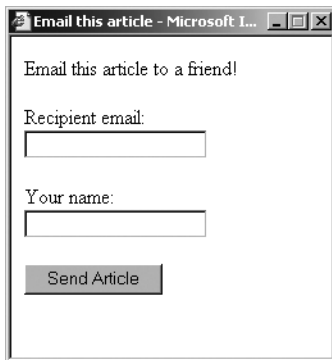 Email this article - Microsoft I...
Email this article to a friend!
Recipient email:
Your name:
Send Article